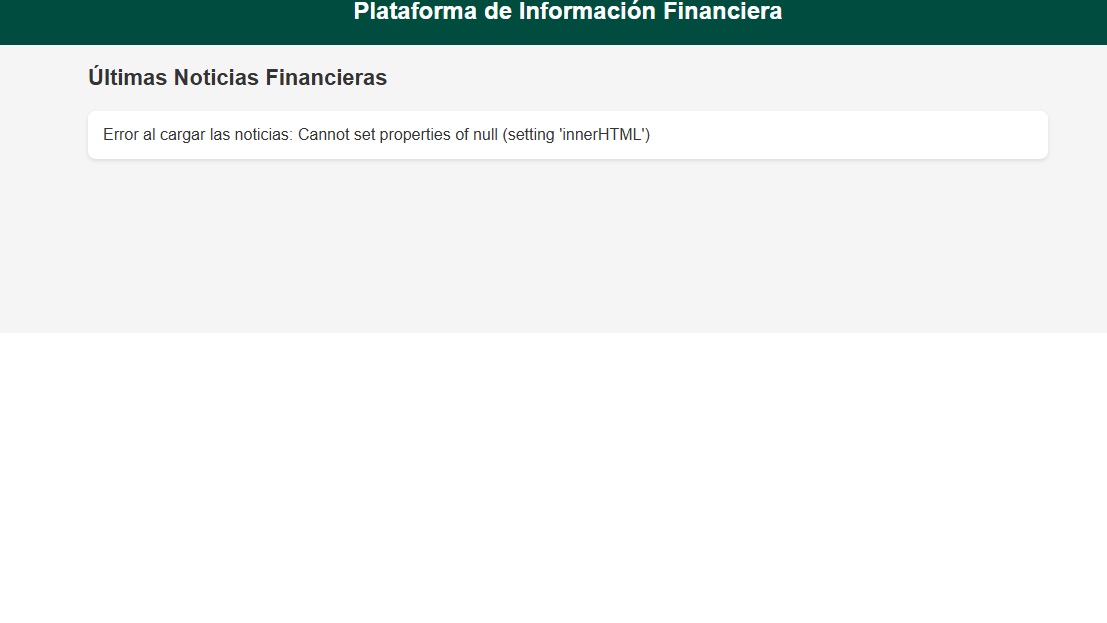 Plataforma de Información Financiera
Últimas Noticias Financieras
Error al cargar las noticias: Cannot set properties of null (setting 'innerHTML')